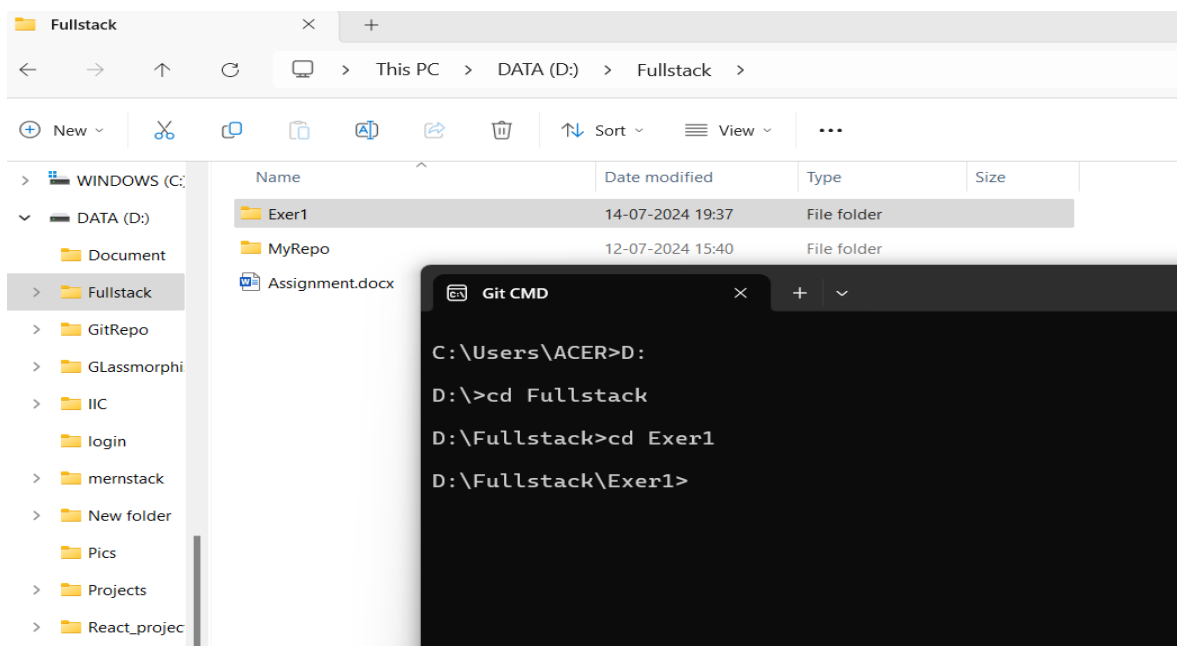 Fullstack
This PC > DATA (D:) > Fullstack >
New Sort View
WINDOWS (C:)
DATA (D:)
Document
Fullstack
GitRepo
GLassmorphi
IIC
login
mernstack
New folder
Pics
Projects
React_projec
Name Date modified Type Size
Exer1 14-07-2024 19:37 File folder
MyRepo 12-07-2024 15:40 File folder
Assignment.docx
Git CMD
C:\Users\ACER>D:
D:\>cd Fullstack
D:\Fullstack>cd Exer1
D:\Fullstack\Exer1>